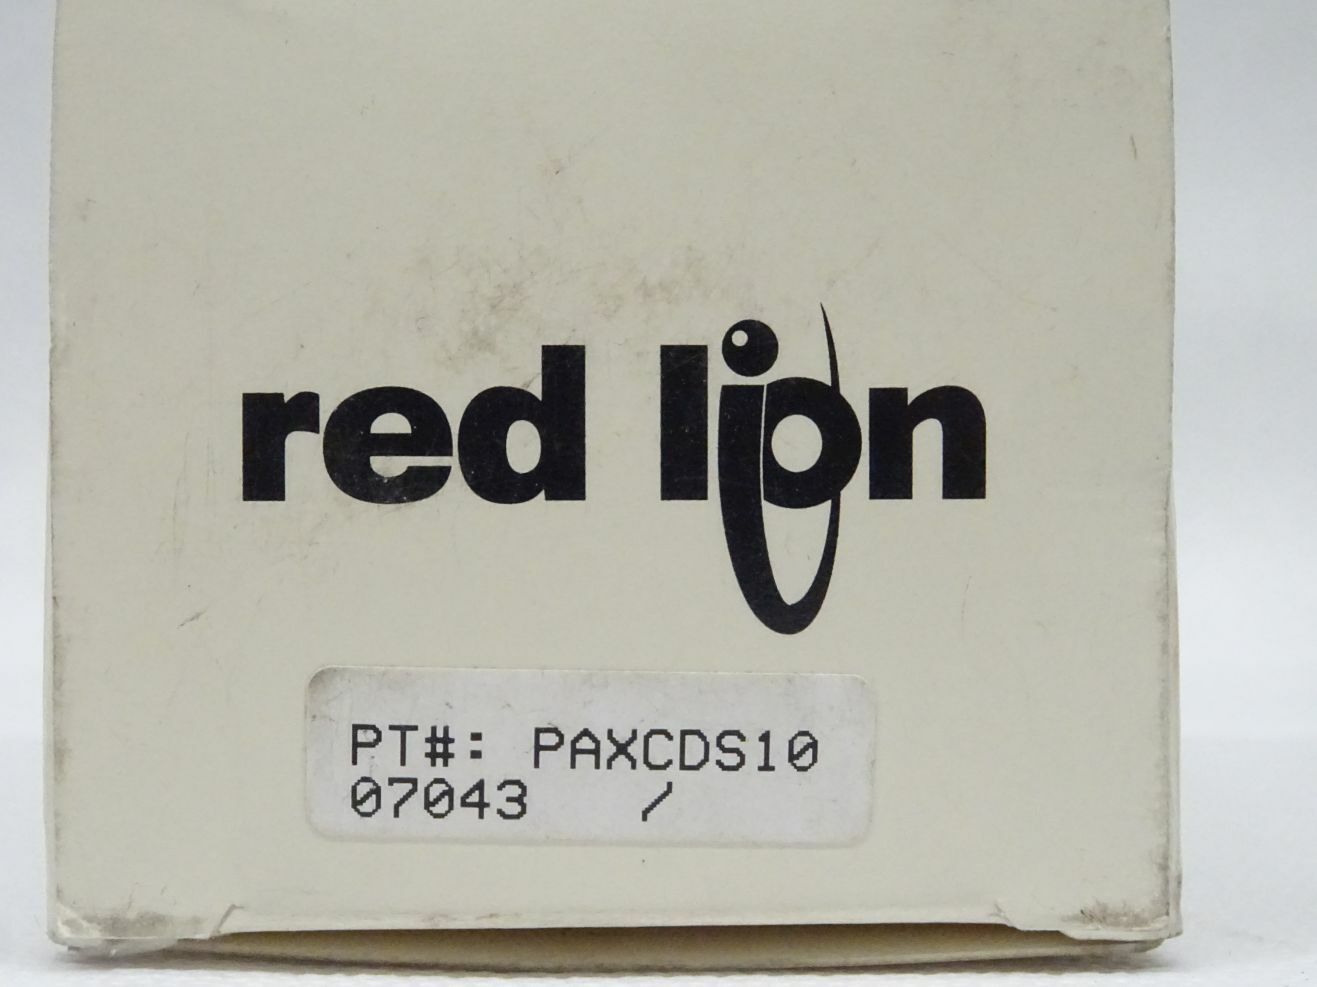 red lion
PT#: PAXCDS10
07043 /